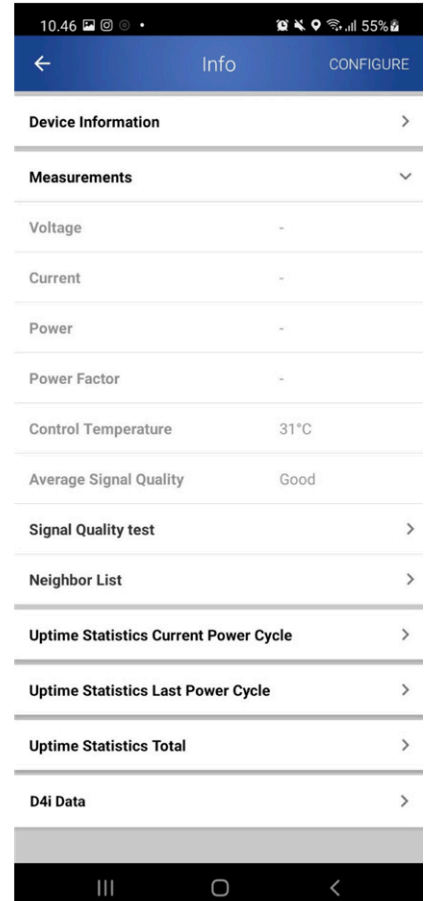 10.46 55%
Info CONFIGURE
Device Information
Measurements
Voltage -
Current -
Power -
Power Factor -
Control Temperature 31°C
Average Signal Quality Good
Signal Quality test
Neighbor List
Uptime Statistics Current Power Cycle
Uptime Statistics Last Power Cycle
Uptime Statistics Total
D4i Data